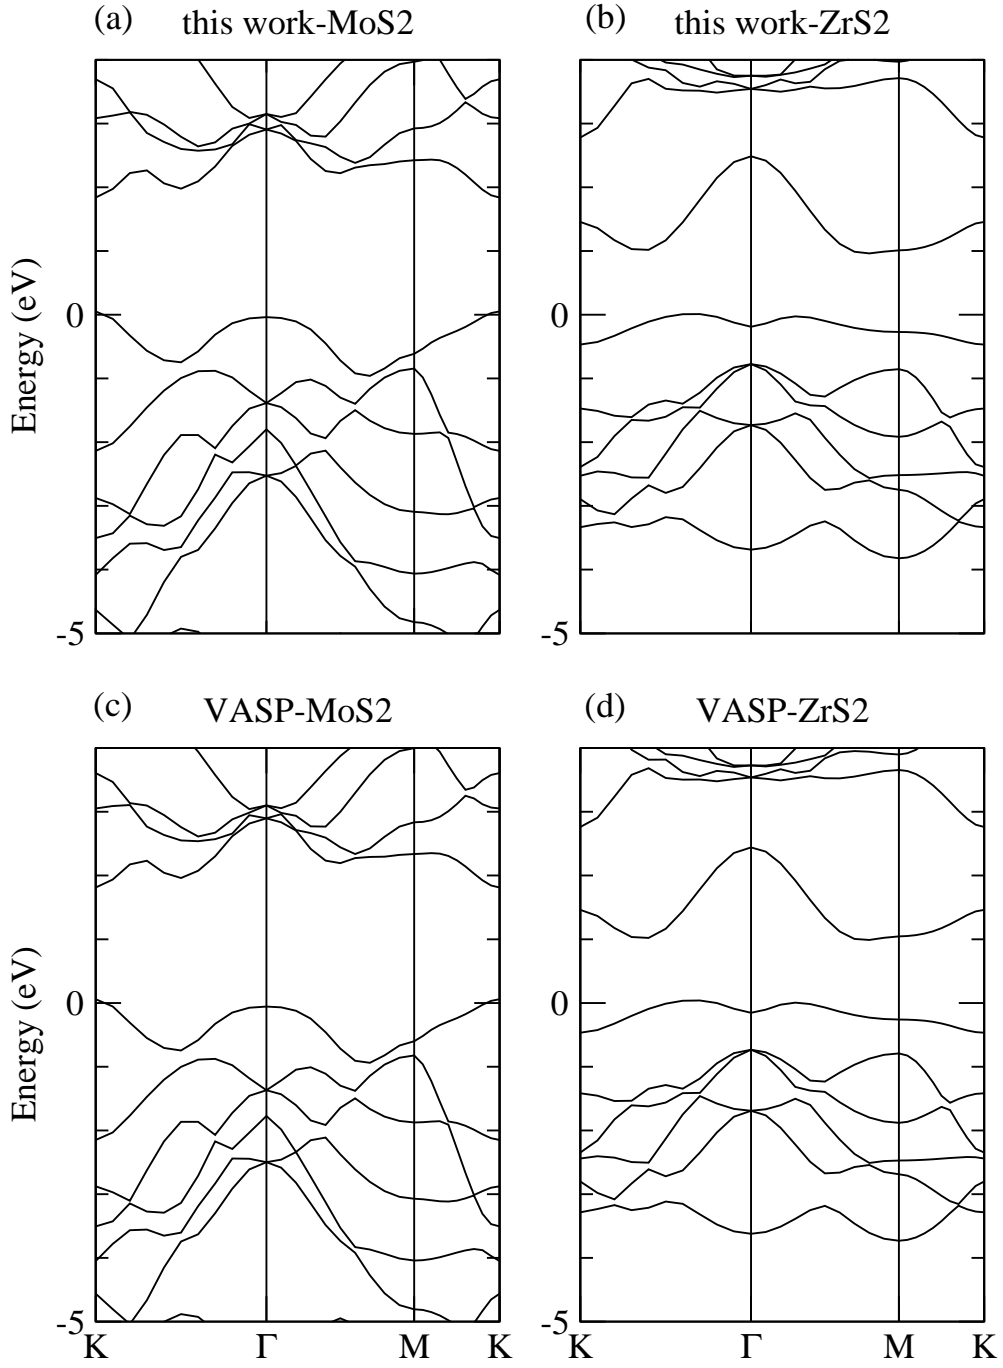 (a) this work-MoS2
(b) this work-ZrS2
Energy (eV)
0
-5
0
-5
(c) VASP-MoS2
(d) VASP-ZrS2
Energy (eV)
0
-5
0
-5
K Γ M K
K Γ M K